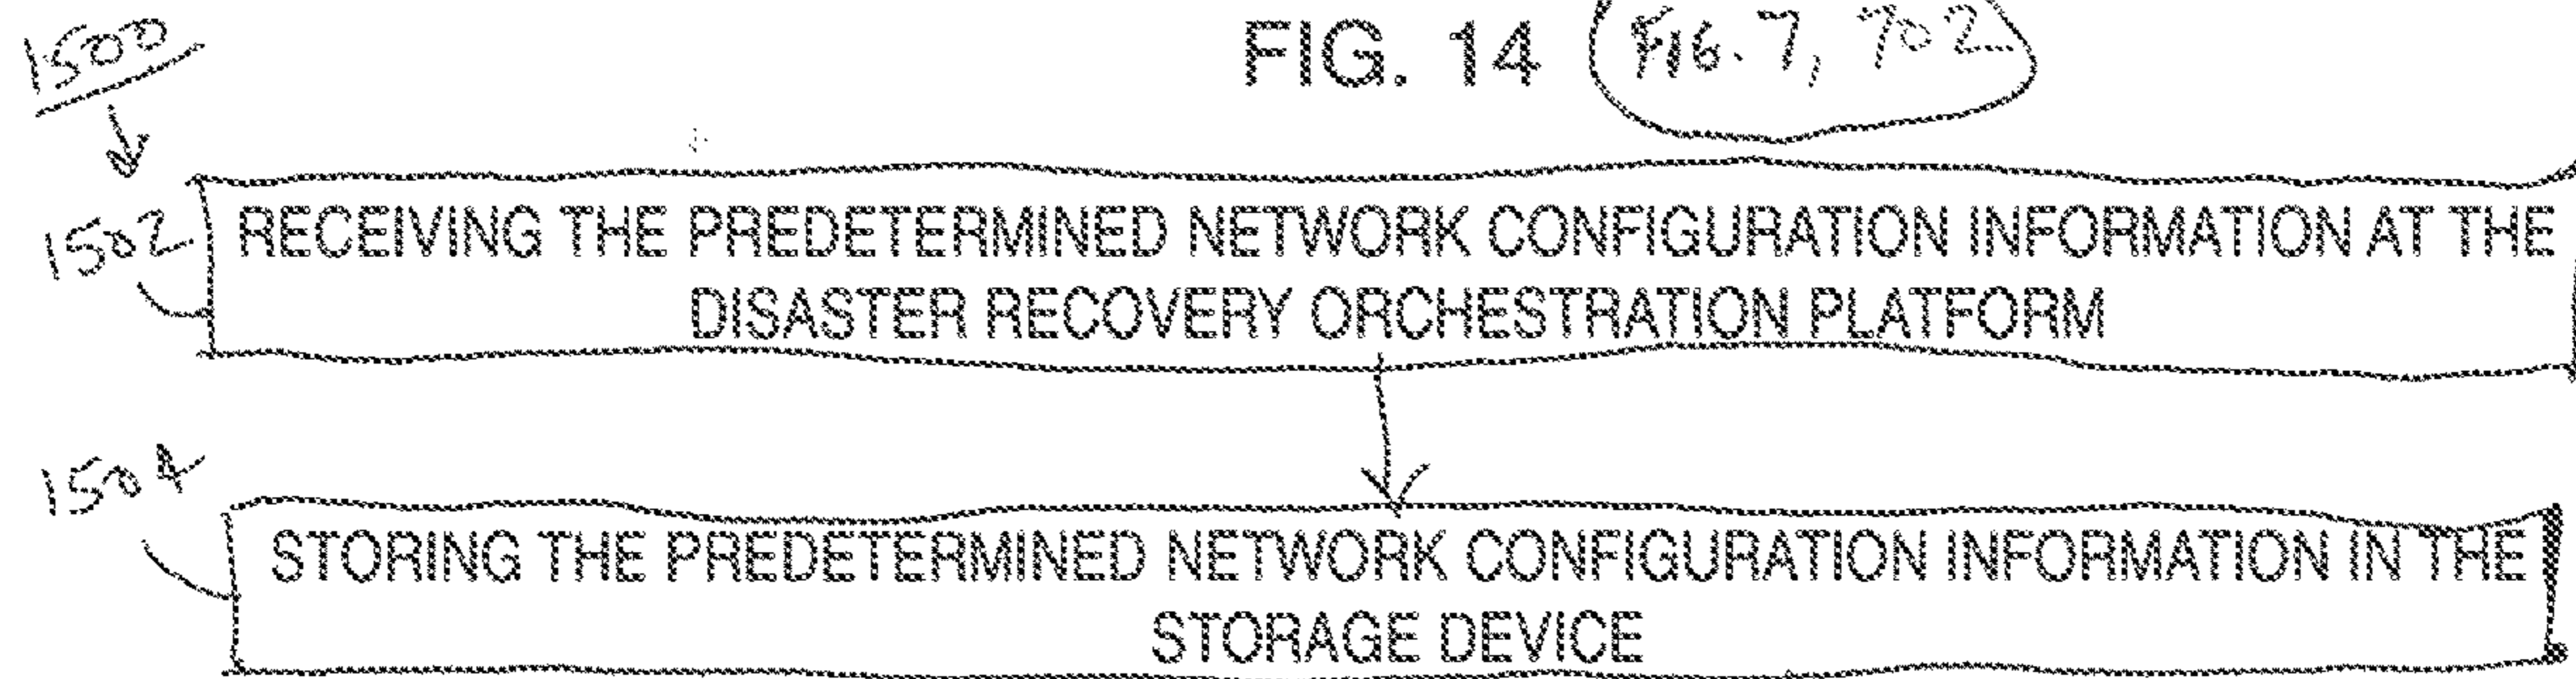 1500
FIG. 14 FIG. 7, 702
1502 RECEIVING THE PREDETERMINED NETWORK CONFIGURATION INFORMATION AT THE
DISASTER RECOVERY ORCHESTRATION PLATFORM
1504
STORING THE PREDETERMINED NETWORK CONFIGURATION INFORMATION IN THE
STORAGE DEVICE